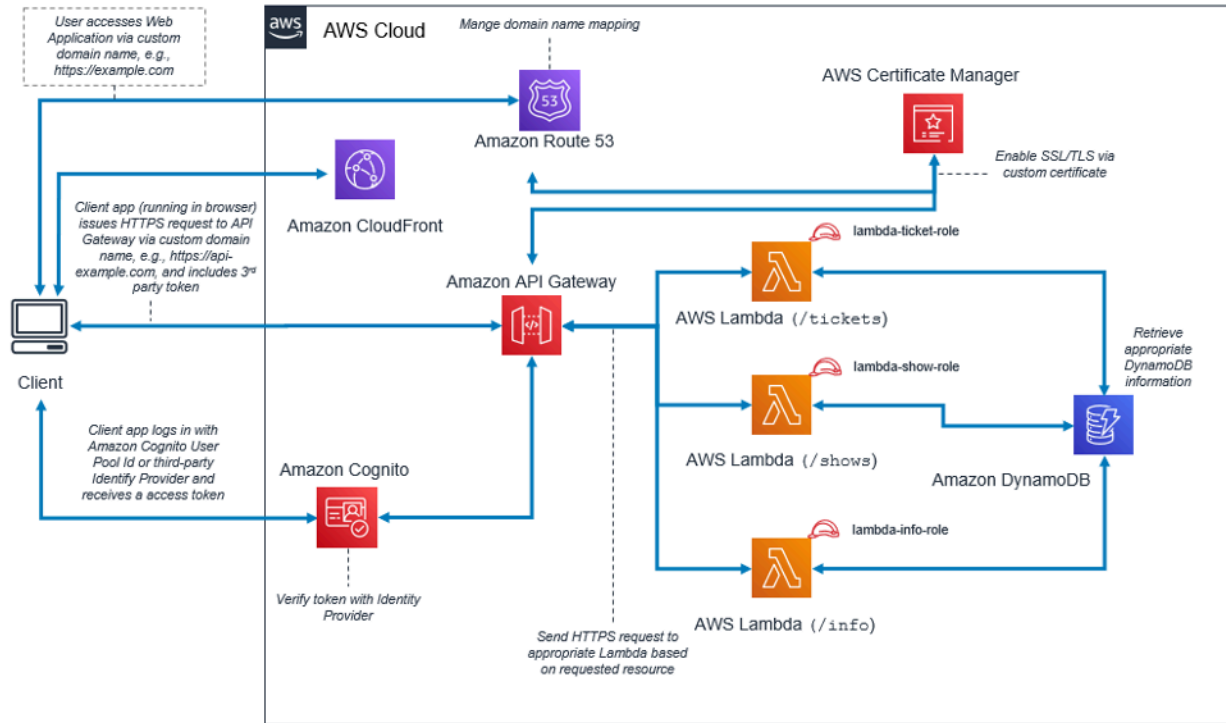 User accesses Web
Application via custom
domain name, e.g.,
https://example.com
aws
AWS Cloud
Mange domain name mapping
53
Amazon Route 53
AWS Certificate Manager
Enable SSL/TLS via
custom certificate
Amazon CloudFront
Client app (running in browser)
issues HTTPS request to API
Gateway via custom domain
name, e.g., https://api-
example.com, and includes 3rd
party token
Amazon API Gateway
lambda-ticket-role
AWS Lambda (/tickets)
Client
Retrieve
appropriate
DynamoDB
information
lambda-show-role
AWS Lambda (/shows)
Amazon DynamoDB
Client app logs in with
Amazon Cognito User
Pool Id or third-party
Identify Provider and
receives a access token
Amazon Cognito
Verify token with Identity
Provider
lambda-info-role
AWS Lambda (/info)
Send HTTPS request to
appropriate Lambda based
on requested resource